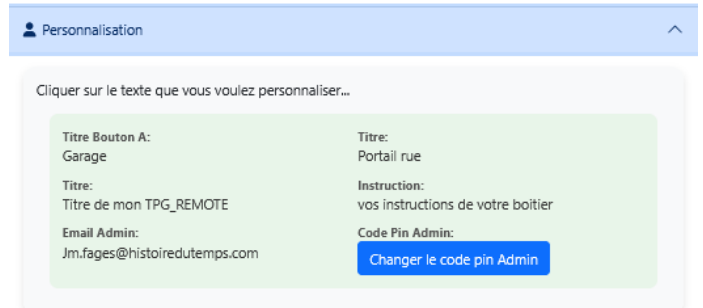 Personnalisation
Cliquer sur le texte que vous voulez personnaliser...
Titre Bouton A:
Garage
Titre:
Portail rue
Titre:
Titre de mon TPG_REMOTE
Instruction:
vos instructions de votre boitier
Email Admin:
Jm.fages@histoiredutemps.com
Code Pin Admin:
Changer le code pin Admin